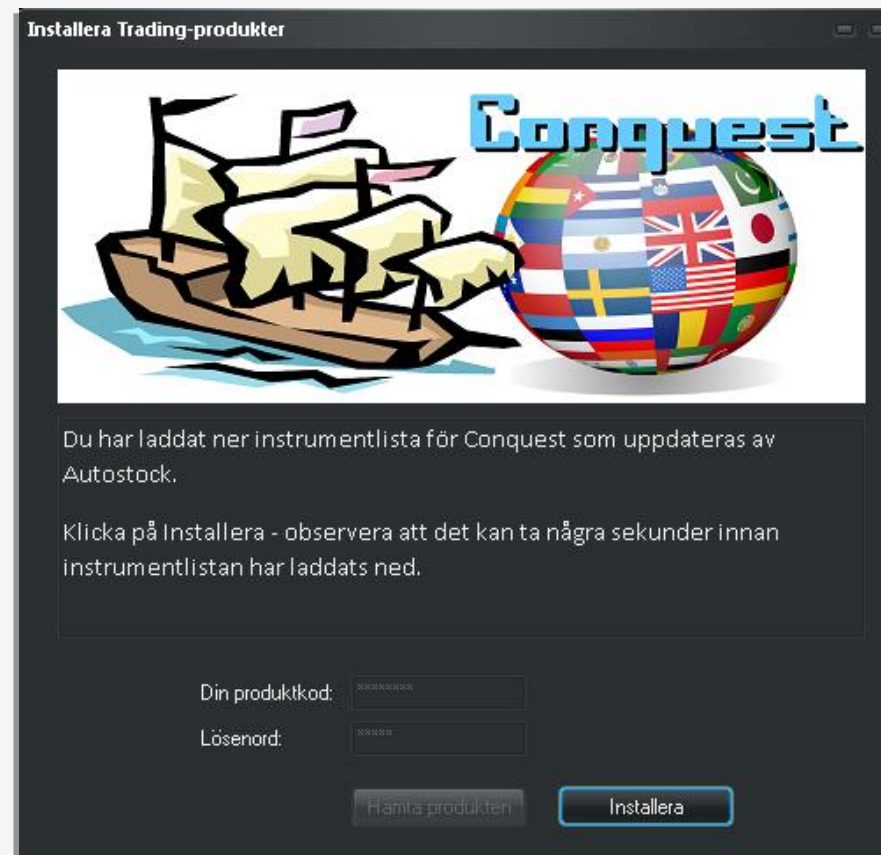 Installera Trading-produkter
Conquest
Du har laddat ner instrumentlista för Conquest som uppdateras av
Autostock.
Klicka på Installera - observera att det kan ta några sekunder innan
instrumentlistan har laddats ned.
Din produktkod: ********
Lösenord: *****
Hämta produkten Installera